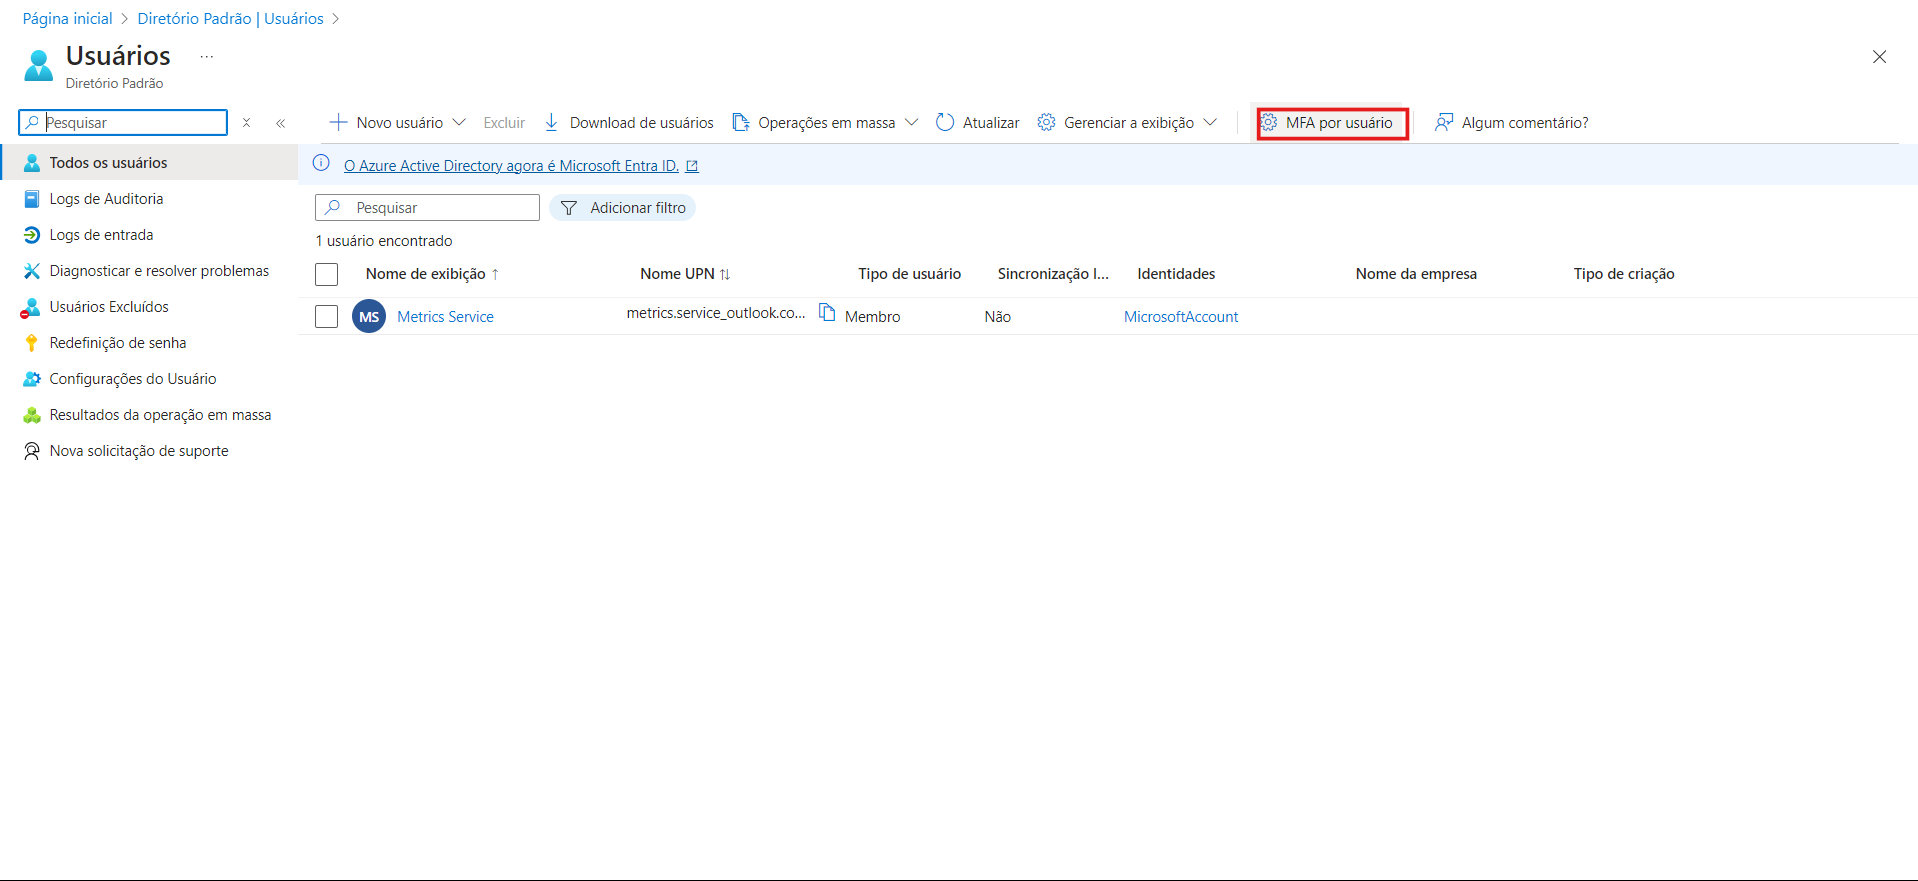 Página inicial > Diretório Padrão | Usuários >
Usuários ...
Diretório Padrão
Pesquisar
Novo usuário Excluir Download de usuários Operações em massa Atualizar Gerenciar a exibição MFA por usuário Algum comentário?
Todos os usuários
Logs de Auditoria
Logs de entrada
Diagnosticar e resolver problemas
Usuários Excluídos
Redefinição de senha
Configurações do Usuário
Resultados da operação em massa
Nova solicitação de suporte
O Azure Active Directory agora é Microsoft Entra ID.
Pesquisar Adicionar filtro
1 usuário encontrado
Nome de exibição ↑ Nome UPN ↑↓ Tipo de usuário Sincronização l... Identidades Nome da empresa Tipo de criação
MS Metrics Service metrics.service_outlook.co... Membro Não MicrosoftAccount